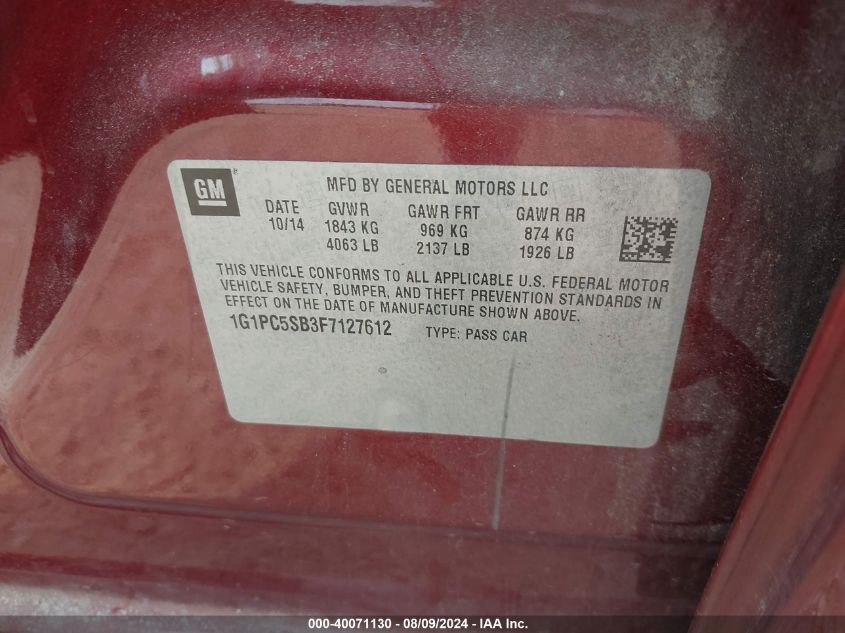 GM
MFD BY GENERAL MOTORS LLC
DATE GVWR GAWR FRT GAWR RR
10/14 1843 KG 969 KG 874 KG
4063 LB 2137 LB 1926 LB
THIS VEHICLE CONFORMS TO ALL APPLICABLE U.S. FEDERAL MOTOR
VEHICLE SAFETY, BUMPER, AND THEFT PREVENTION STANDARDS IN
EFFECT ON THE DATE OF MANUFACTURE SHOWN ABOVE.
1G1PC5SB3F7127612 TYPE: PASS CAR
000-40071130 - 08/09/2024 - IAA Inc.